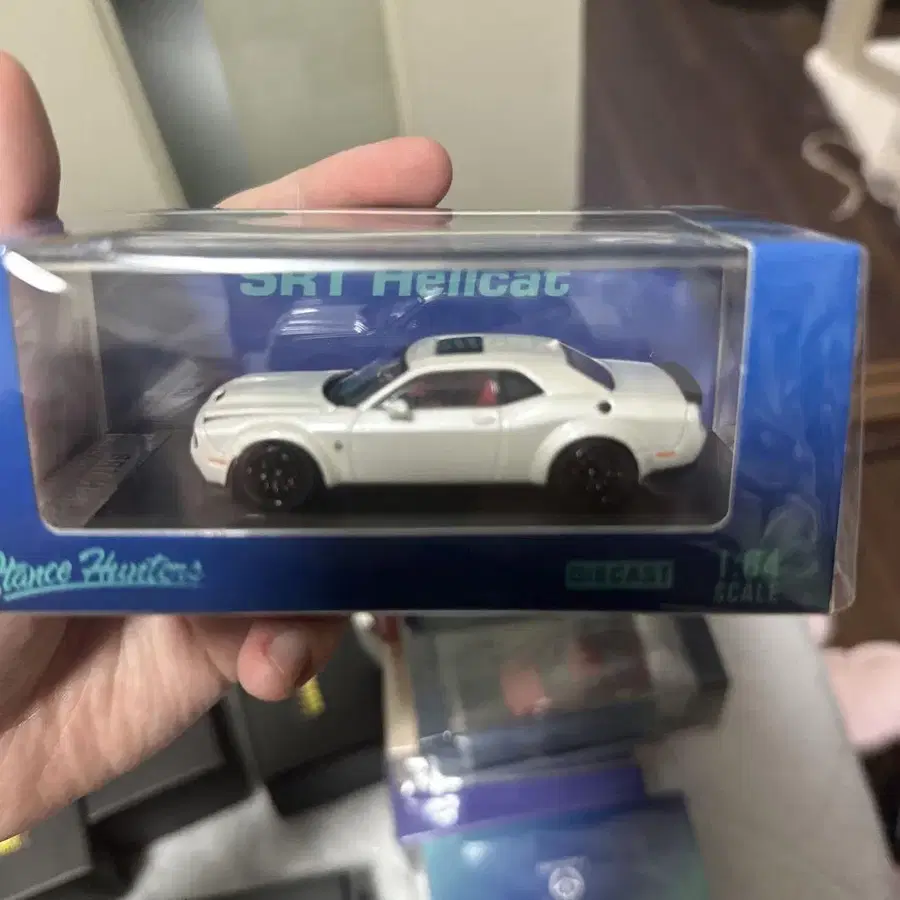 SRT Hellcat
Stance Hunters
DIECAST
1:64
SCALE